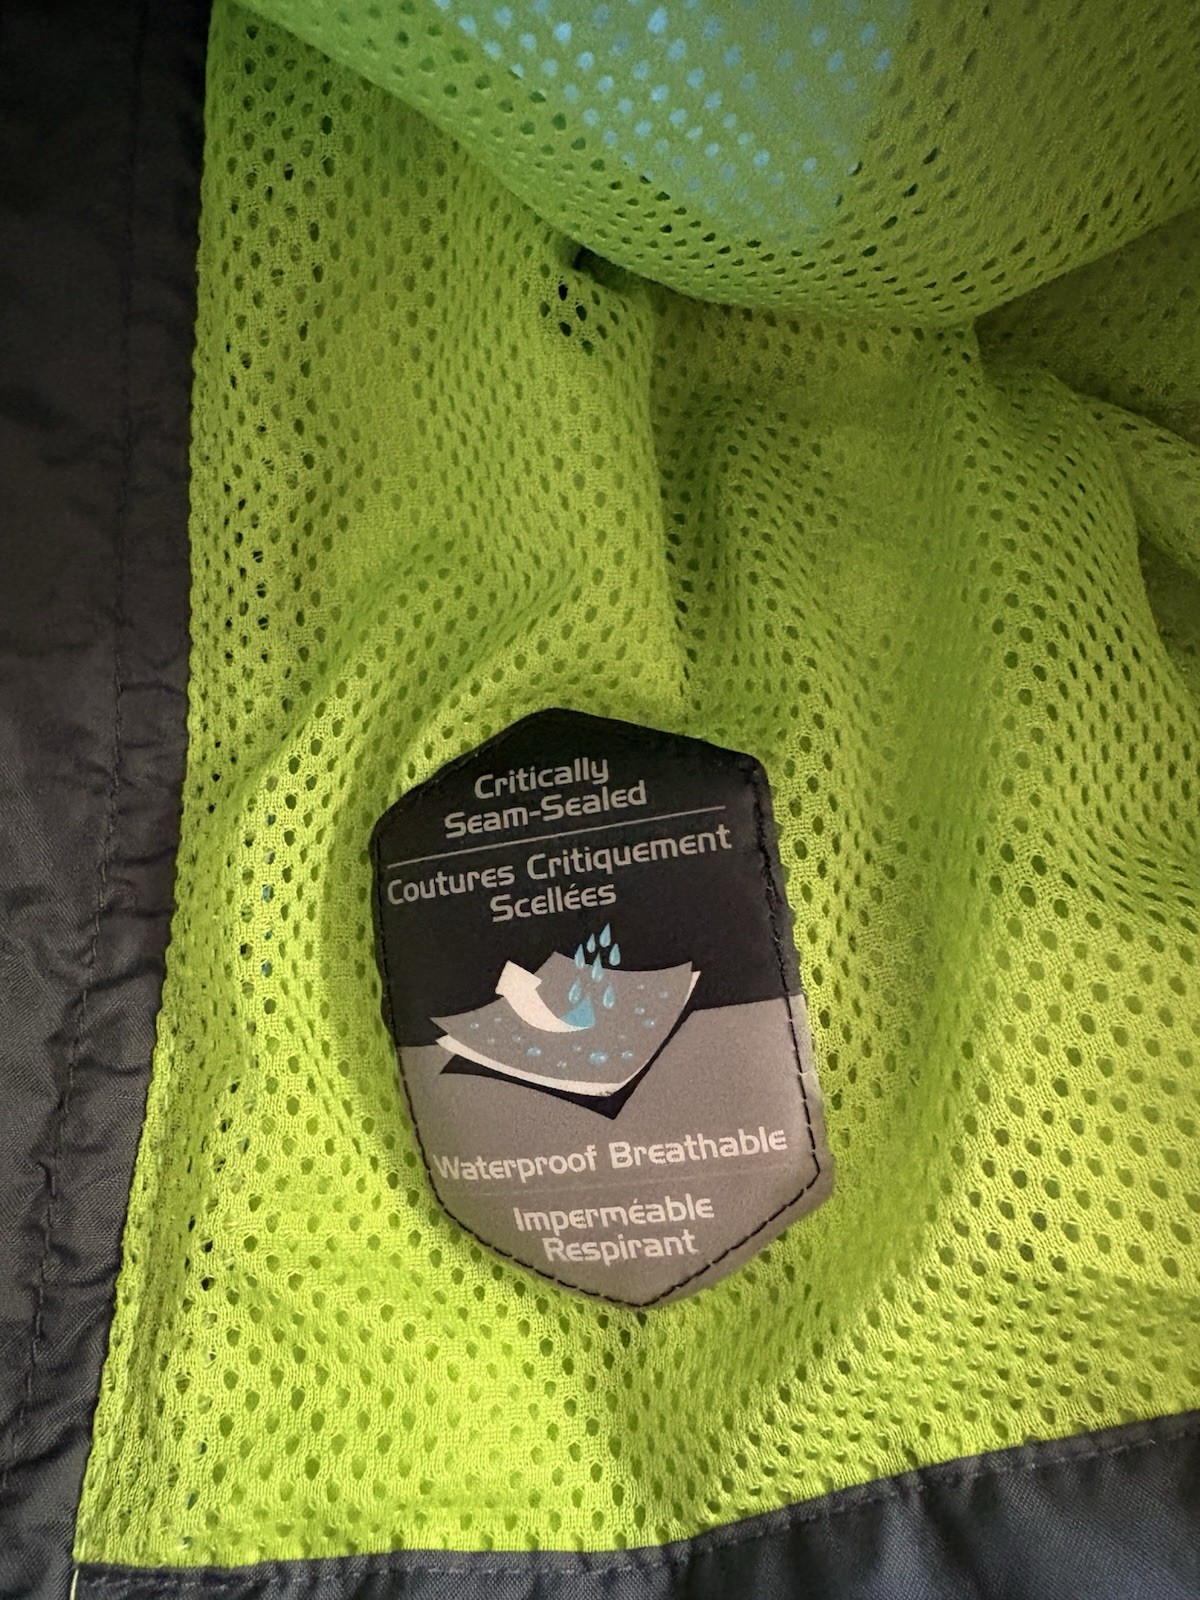 Critically
Seam-Sealed
Coutures Critiquement
Scellées
Waterproof Breathable
Imperméable
Respirant